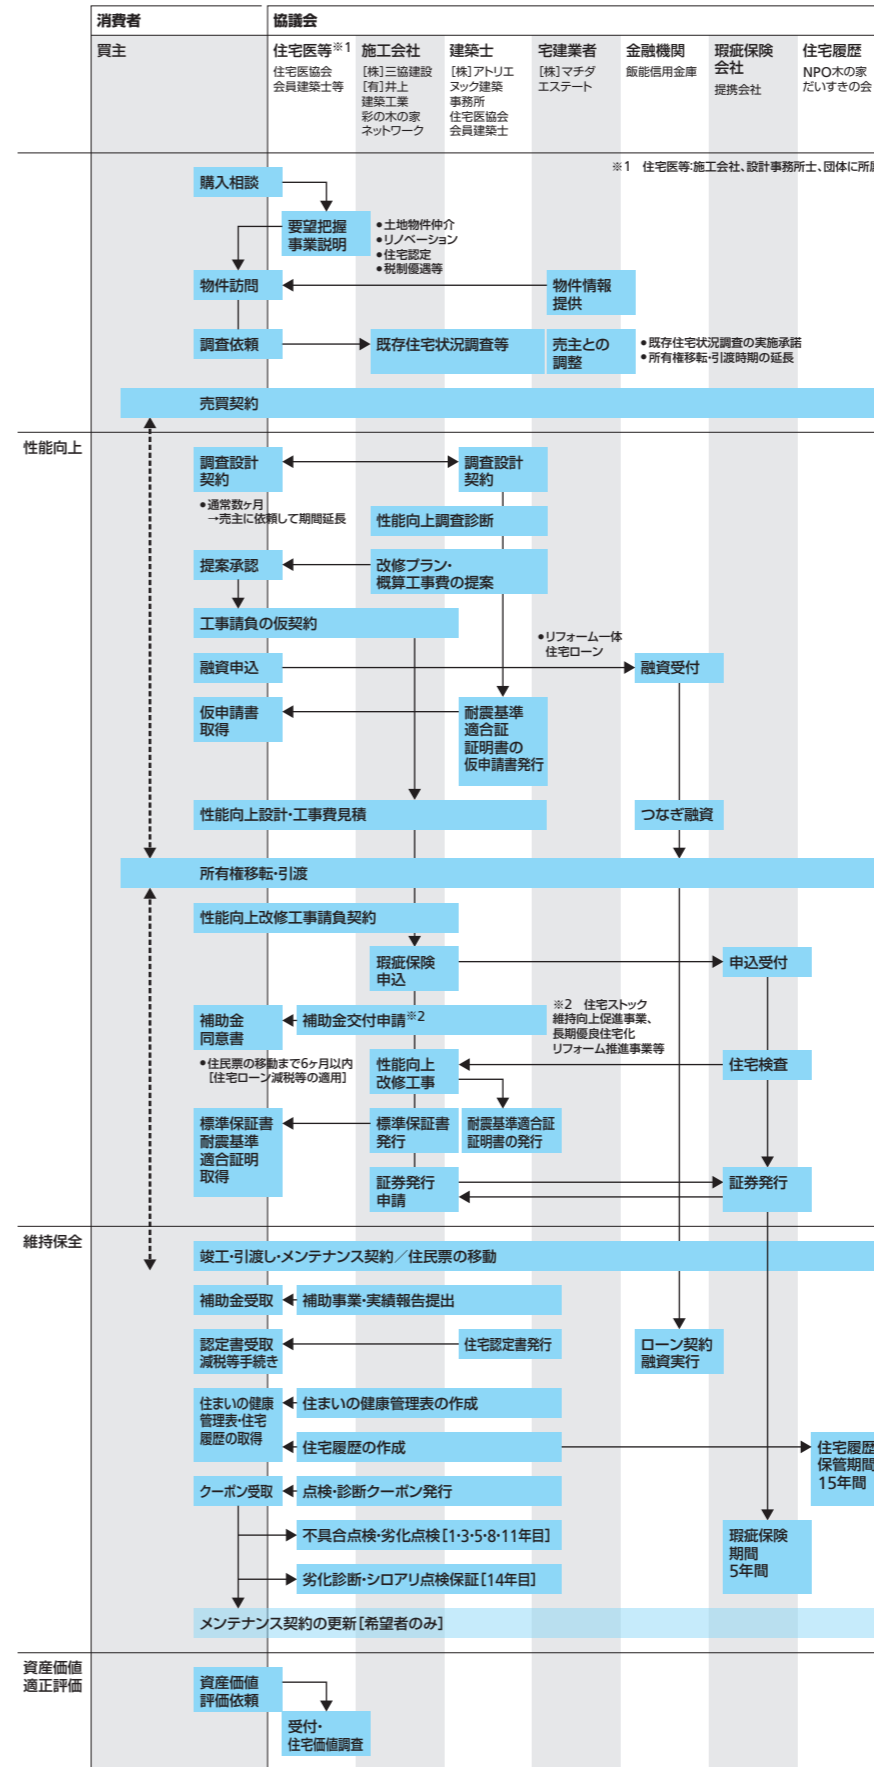 消費者
協議会
買主
住宅医等※1
住宅医協会
会員建築士等
施工会社
[株]三協建設
[有]井上
建築工業
彩の木の家
ネットワーク
建築士
[株]アトリエ
ヌック建築
事務所
住宅医協会
会員建築士
宅建業者
[株]マチダ
エステート
金融機関
飯能信用金庫
瑕疵保険
会社
提携会社
住宅履歴
NPO木の家
だいすきの会
※1 住宅医等:施工会社、設計事務所士、団体に所属
購入相談
要望把握
事業説明
●土地物件仲介
●リノベーション
●住宅認定
●税制優遇等
物件訪問
物件情報
提供
調査依頼
既存住宅状況調査等
売主との
調整
●既存住宅状況調査の実施承諾
●所有権移転・引渡時期の延長
売買契約
性能向上
調査設計
契約
調査設計
契約
●通常数ヶ月
→売主に依頼して期間延長
性能向上調査診断
提案承認
改修プラン・
概算工事費の提案
工事請負の仮契約
●リフォーム一体
住宅ローン
融資申込
融資受付
仮申請書
取得
耐震基準
適合証
証明書の
仮申請書発行
性能向上設計・工事費見積
つなぎ融資
所有権移転・引渡
性能向上改修工事請負契約
瑕疵保険
申込
申込受付
補助金
同意書
補助金交付申請※2
※2 住宅ストック
維持向上促進事業、
長期優良住宅化
リフォーム推進事業等
●住民票の移動まで6ヶ月以内
[住宅ローン減税等の適用]
性能向上
改修工事
住宅検査
標準保証書
耐震基準
適合証明
取得
標準保証書
発行
耐震基準適合証
証明書の発行
証券発行
申請
証券発行
維持保全
竣工・引渡し・メンテナンス契約／住民票の移動
補助金受取
補助事業・実績報告提出
認定書受取
減税等手続き
住宅認定書発行
ローン契約
融資実行
住まいの健康
管理表・住宅
履歴の取得
住まいの健康管理表の作成
住宅履歴の作成
住宅履歴
保管期間
15年間
クーポン受取
点検・診断クーポン発行
不具合点検・劣化点検[1・3・5・8・11年目]
瑕疵保険
期間
5年間
劣化診断・シロアリ点検保証[14年目]
メンテナンス契約の更新[希望者のみ]
資産価値
適正評価
資産価値
評価依頼
受付・
住宅価値調査